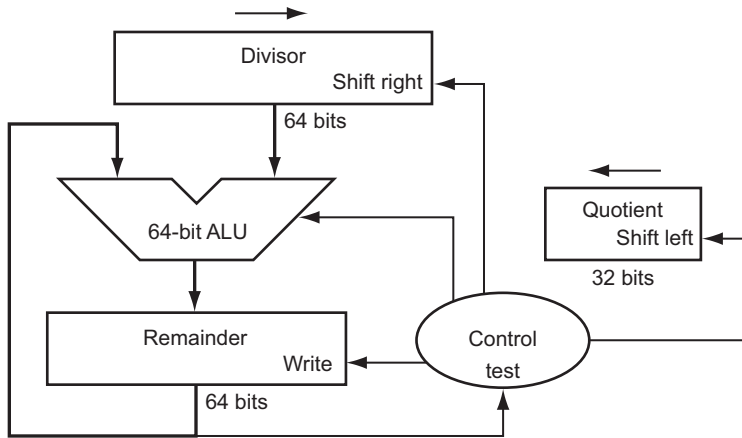 Divisor
Shift right
64 bits
64-bit ALU
Quotient
Shift left
32 bits
Remainder
Write
64 bits
Control
test